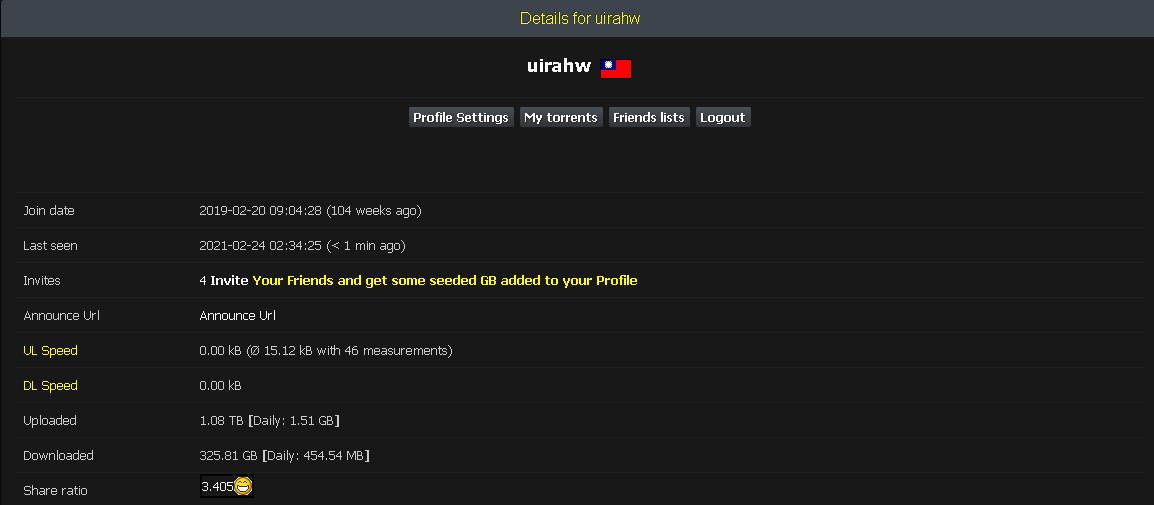 Details for uirahw
uirahw
Profile Settings My torrents Friends lists Logout
Join date 2019-02-20 09:04:28 (104 weeks ago)
Last seen 2021-02-24 02:34:25 (< 1 min ago)
Invites 4 Invite Your Friends and get some seeded GB added to your Profile
Announce Url Announce Url
UL Speed 0.00 kB (Ø 15.12 kB with 46 measurements)
DL Speed 0.00 kB
Uploaded 1.08 TB [Daily: 1.51 GB]
Downloaded 325.81 GB [Daily: 454.54 MB]
Share ratio 3.405